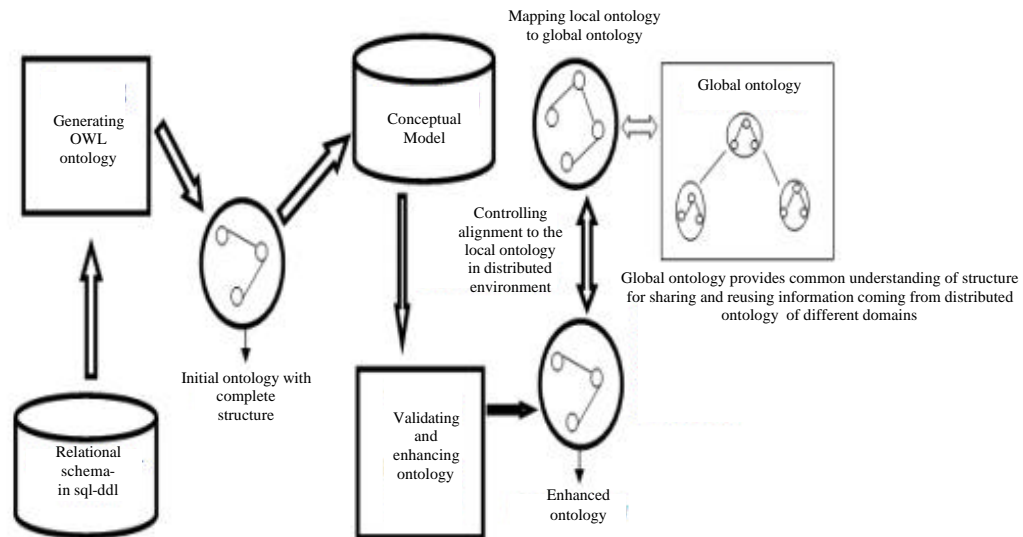 Generating
OWL
ontology
Relational
schema-
in sql-ddl
Initial ontology with
complete
structure
Conceptual
Model
Validating
and
enhancing
ontology
Enhanced
ontology
Controlling
alignment to the
local ontology
in distributed
environment
Mapping local ontology
to global ontology
Global ontology
Global ontology provides common understanding of structure
for sharing and reusing information coming from distributed
ontology of different domains